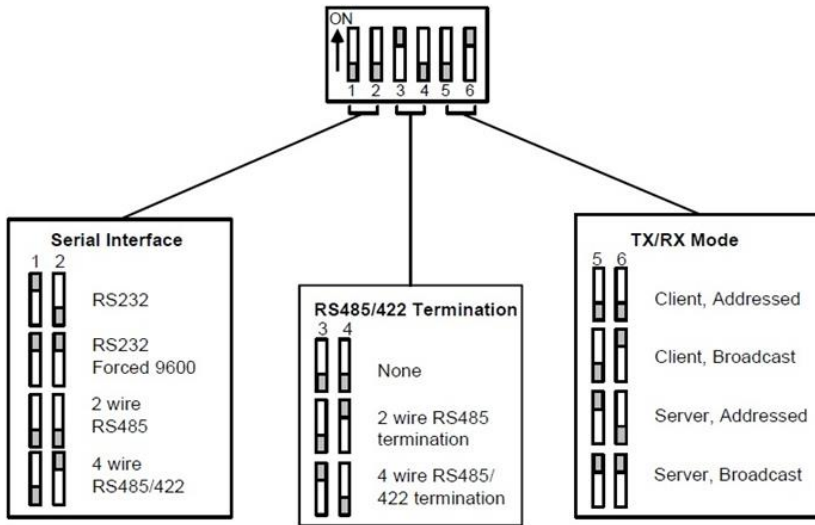 ON
1 2 3 4 5 6
Serial Interface
1 2
RS232
RS232
Forced 9600
2 wire
RS485
4 wire
RS485/422
RS485/422 Termination
3 4
None
2 wire RS485
termination
4 wire RS485/
422 termination
TX/RX Mode
5 6
Client, Addressed
Client, Broadcast
Server, Addressed
Server, Broadcast